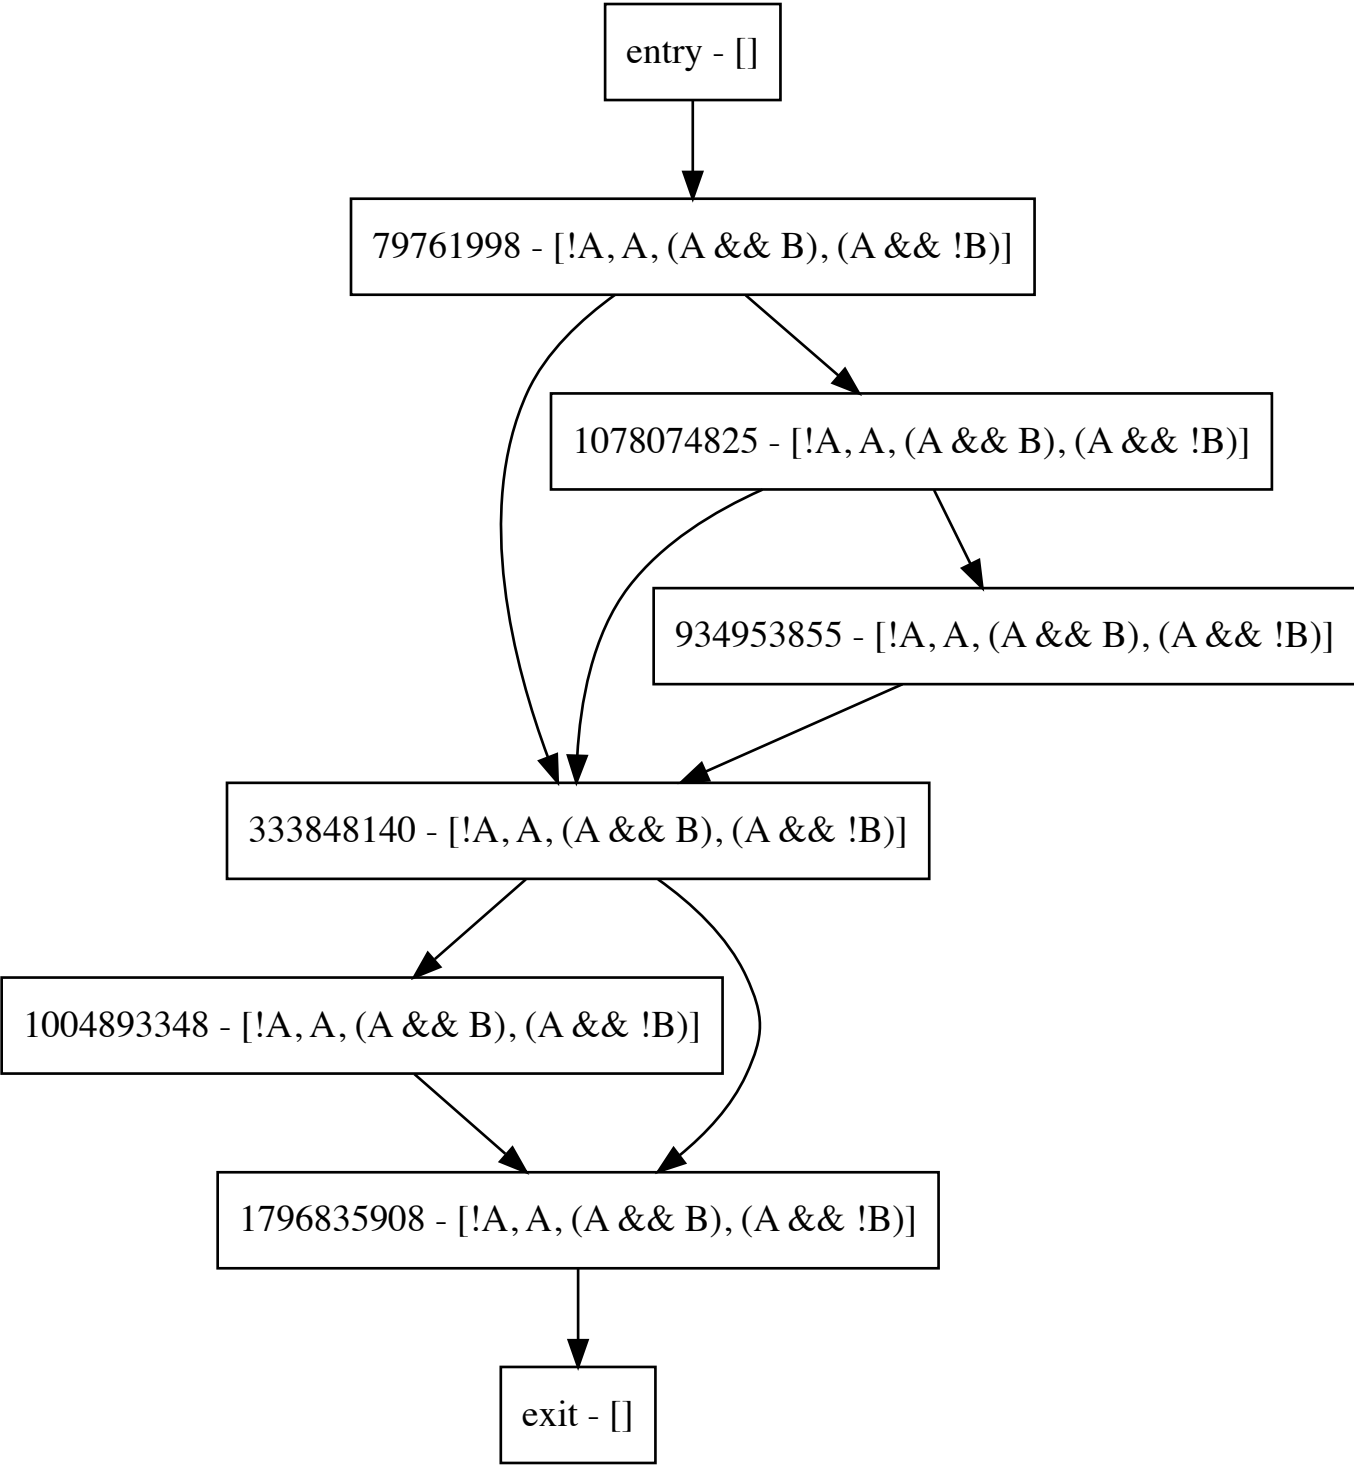 entry - []
79761998 - [!A, A, (A && B), (A && !B)]
1078074825 - [!A, A, (A && B), (A && !B)]
934953855 - [!A, A, (A && B), (A && !B)]
333848140 - [!A, A, (A && B), (A && !B)]
1004893348 - [!A, A, (A && B), (A && !B)]
1796835908 - [!A, A, (A && B), (A && !B)]
exit - []